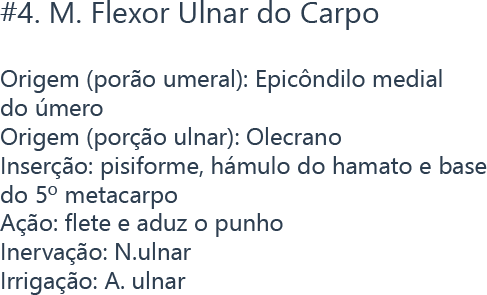 #4. M. Flexor Ulnar do Carpo
Origem (porão umeral): Epicôndilo medial
do úmero
Origem (porção ulnar): Olecrano
Inserção: pisiforme, hámulo do hamato e base
do 5º metacarpo
Ação: flete e aduz o punho
Inervação: N.ulnar
Irrigação: A. ulnar